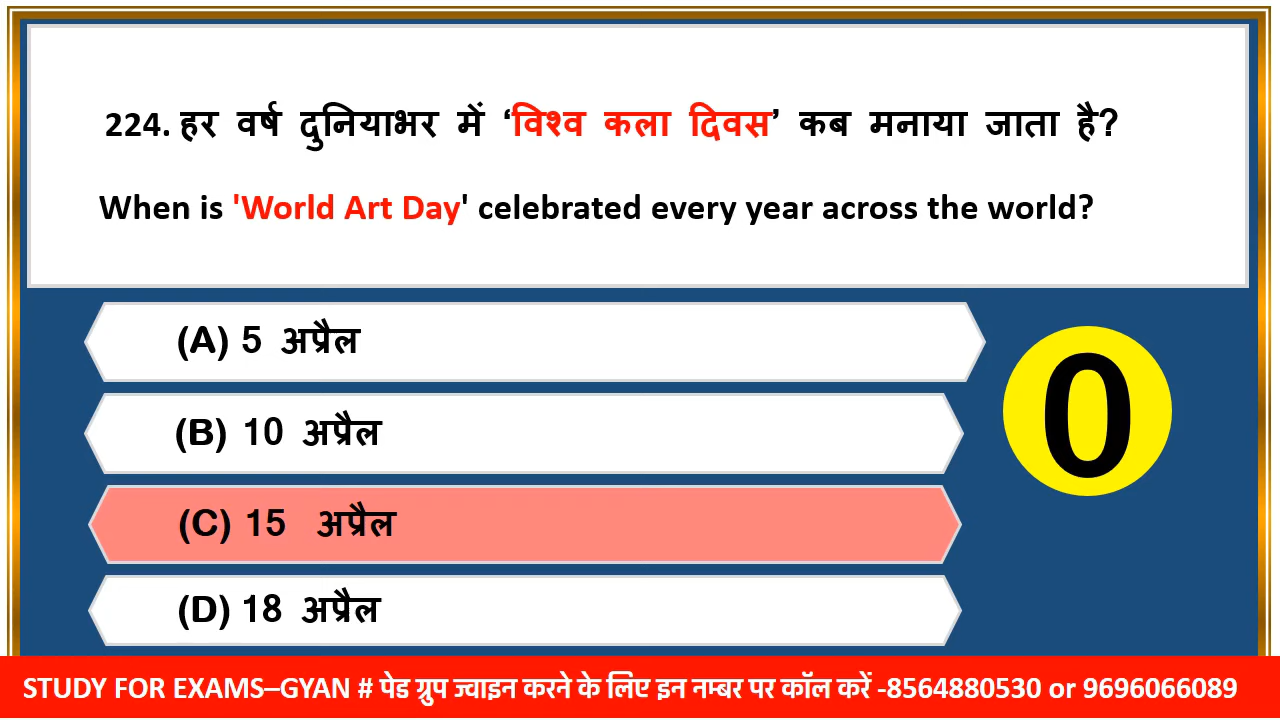 224. हर वर्ष दुनियाभर में ‘विश्व कला दिवस’ कब मनाया जाता है?
When is 'World Art Day' celebrated every year across the world?
(A) 5 अप्रैल
(B) 10 अप्रैल
(C) 15 अप्रैल
(D) 18 अप्रैल
0
STUDY FOR EXAMS–GYAN # पेड ग्रुप ज्वाइन करने के लिए इन नम्बर पर कॉल करें -8564880530 or 9696066089